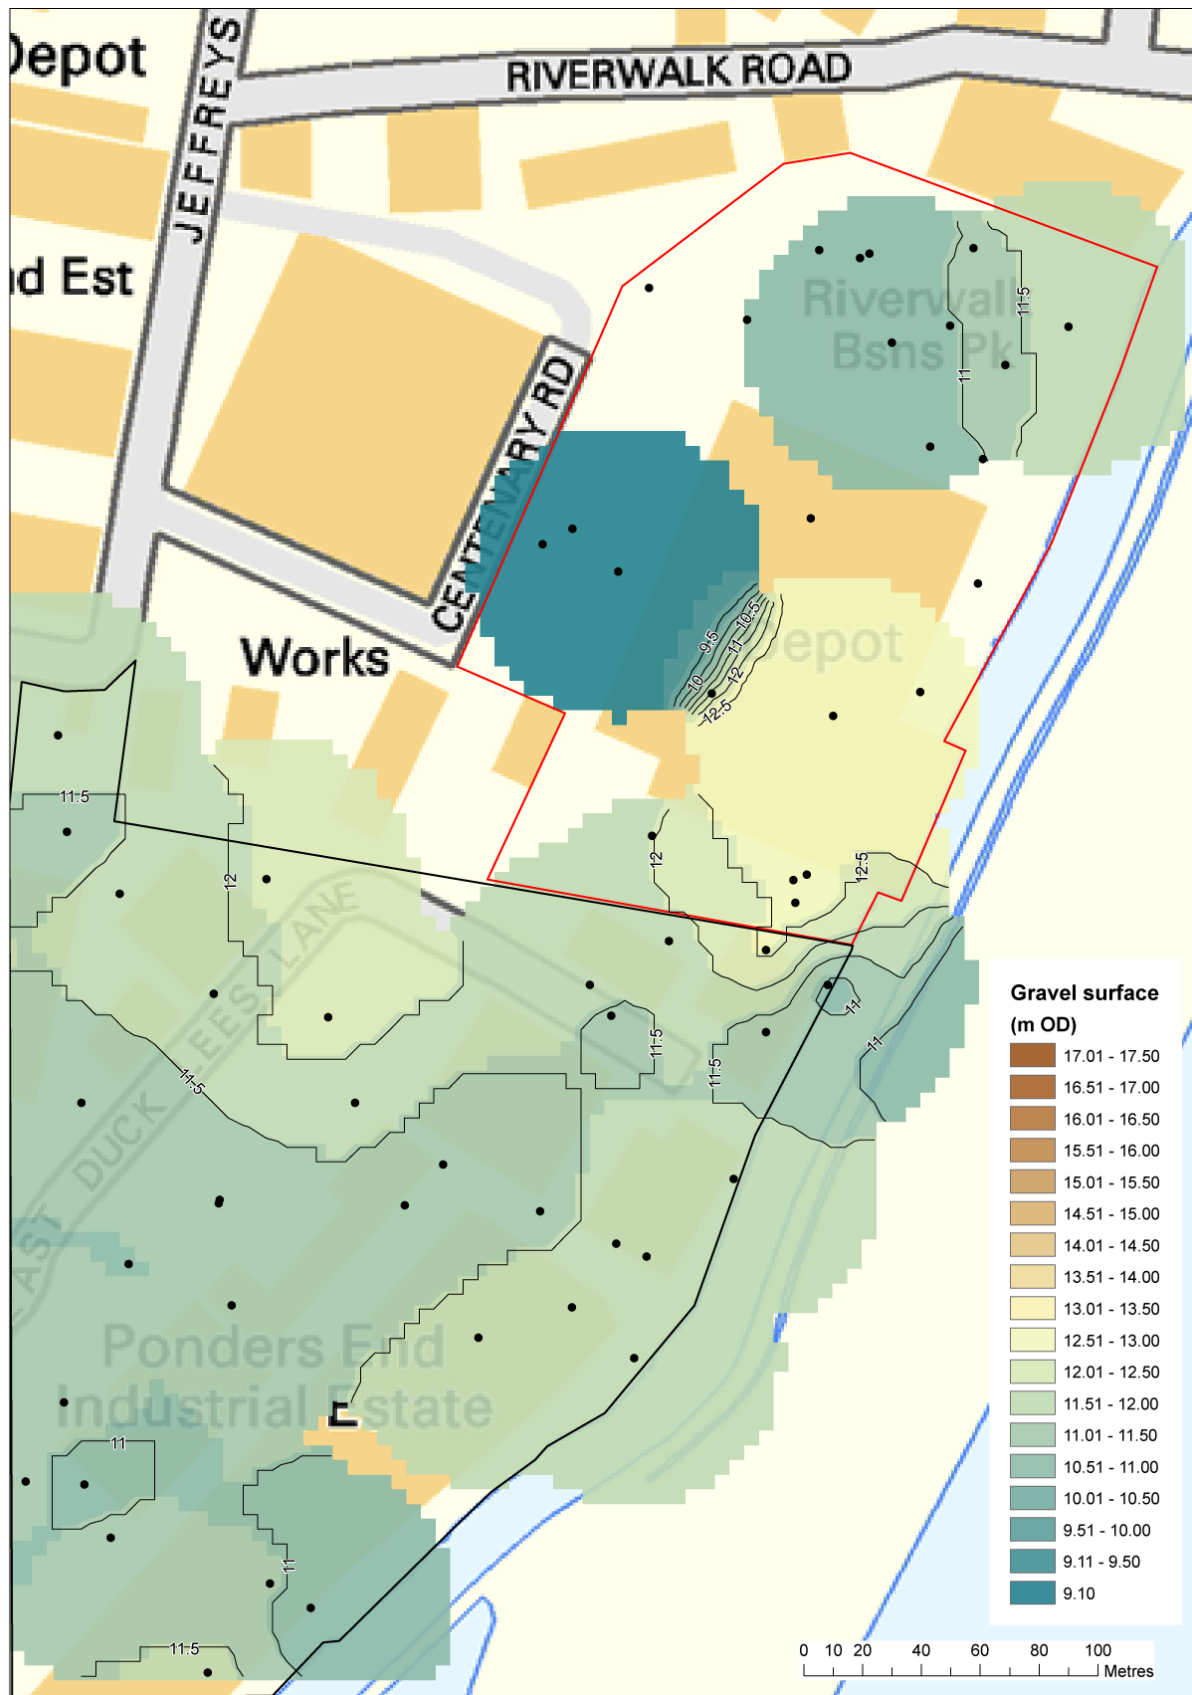 Depot
JEFFREYS
RIVERWALK ROAD
nd Est
Riverwalk
Bsns Pk
11
11.5
CENTENARY RD
Works
Depot
9.5
10
10.5
11
12
12.5
11.5
12
12
12.5
EAST DUCK LEES LANE
11.5
11.5
11.5
11
11
Ponders End
Industrial Estate
11
11
11.5
Gravel surface
(m OD)
17.01 - 17.50
16.51 - 17.00
16.01 - 16.50
15.51 - 16.00
15.01 - 15.50
14.51 - 15.00
14.01 - 14.50
13.51 - 14.00
13.01 - 13.50
12.51 - 13.00
12.01 - 12.50
11.51 - 12.00
11.01 - 11.50
10.51 - 11.00
10.01 - 10.50
9.51 - 10.00
9.11 - 9.50
9.10
0 10 20 40 60 80 100
Metres